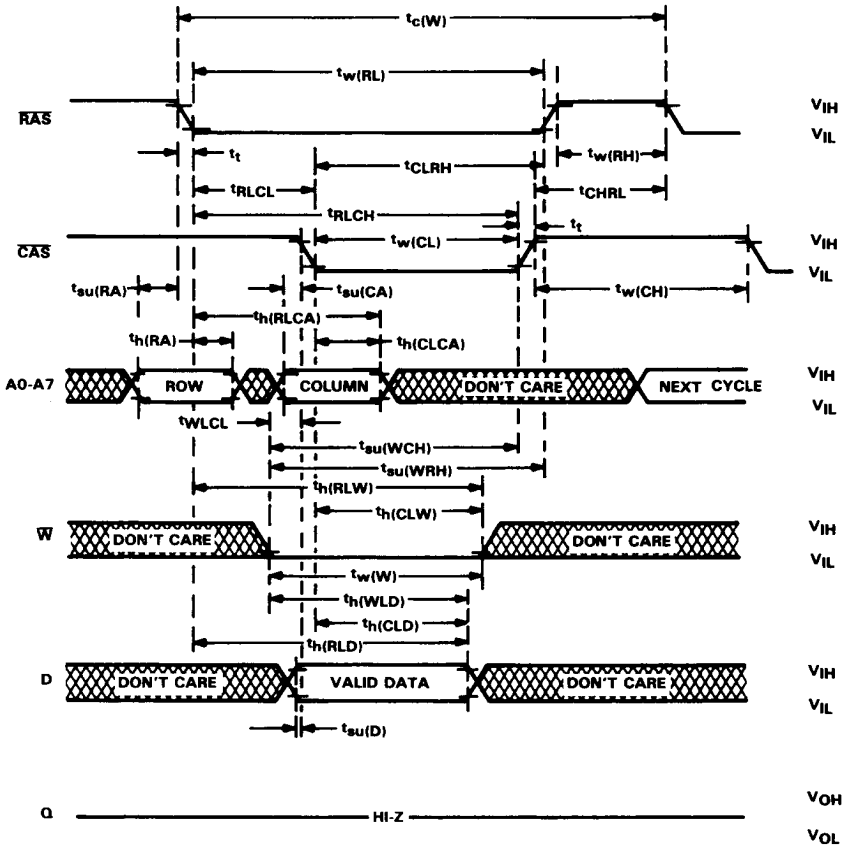 tc(W)
tw(RL)
RAS
VIH
VIL
tt
tCLRH
tw(RH)
tRLCL
tCHRL
tRLCH
tt
CAS
tw(CL)
VIH
VIL
tsu(RA)
tsu(CA)
tw(CH)
th(RLCA)
th(RA)
th(CLCA)
A0-A7
ROW
COLUMN
DON'T CARE
NEXT CYCLE
VIH
VIL
tWLCL
tsu(WCH)
tsu(WRH)
th(RLW)
th(CLW)
W
DON'T CARE
DON'T CARE
VIH
VIL
tw(W)
th(WLD)
th(CLD)
th(RLD)
D
DON'T CARE
VALID DATA
DON'T CARE
VIH
VIL
tsu(D)
Q
HI-Z
VOH
VOL